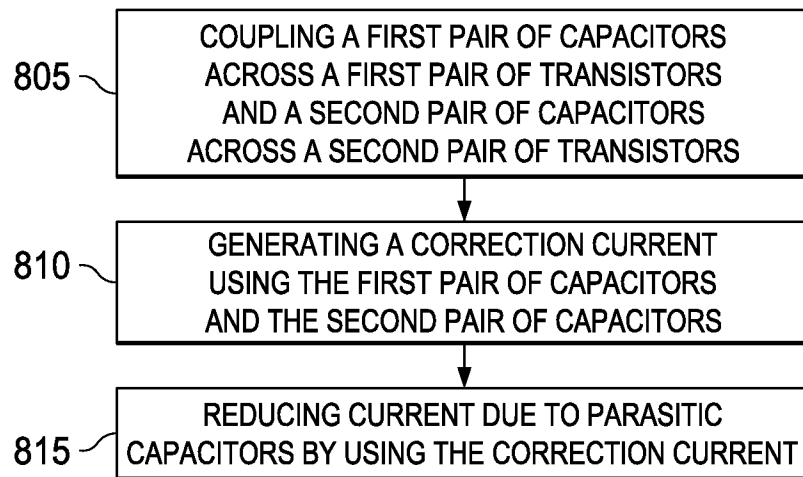 805
COUPLING A FIRST PAIR OF CAPACITORS
ACROSS A FIRST PAIR OF TRANSISTORS
AND A SECOND PAIR OF CAPACITORS
ACROSS A SECOND PAIR OF TRANSISTORS
810
GENERATING A CORRECTION CURRENT
USING THE FIRST PAIR OF CAPACITORS
AND THE SECOND PAIR OF CAPACITORS
815
REDUCING CURRENT DUE TO PARASITIC
CAPACITORS BY USING THE CORRECTION CURRENT